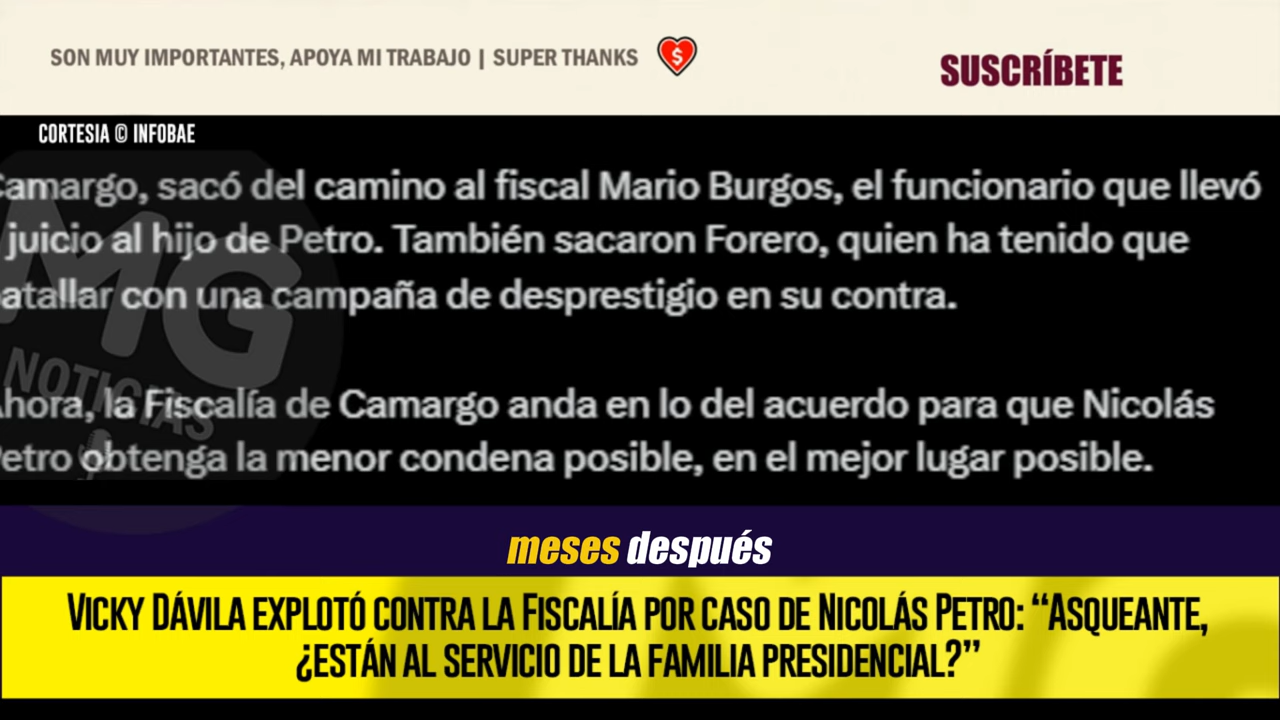 SON MUY IMPORTANTES, APOYA MI TRABAJO | SUPER THANKS
SUSCRÍBETE
CORTESIA © INFOBAE
Camargo, sacó del camino al fiscal Mario Burgos, el funcionario que llevó
juicio al hijo de Petro. También sacaron Forero, quien ha tenido que
atallar con una campaña de desprestigio en su contra.
MG
NOTICIAS
Ahora, la Fiscalía de Camargo anda en lo del acuerdo para que Nicolás
Petro obtenga la menor condena posible, en el mejor lugar posible.
meses después
VICKY DÁVILA EXPLOTÓ CONTRA LA FISCALÍA POR CASO DE NICOLÁS PETRO: “ASQUEANTE,
¿ESTÁN AL SERVICIO DE LA FAMILIA PRESIDENCIAL?”